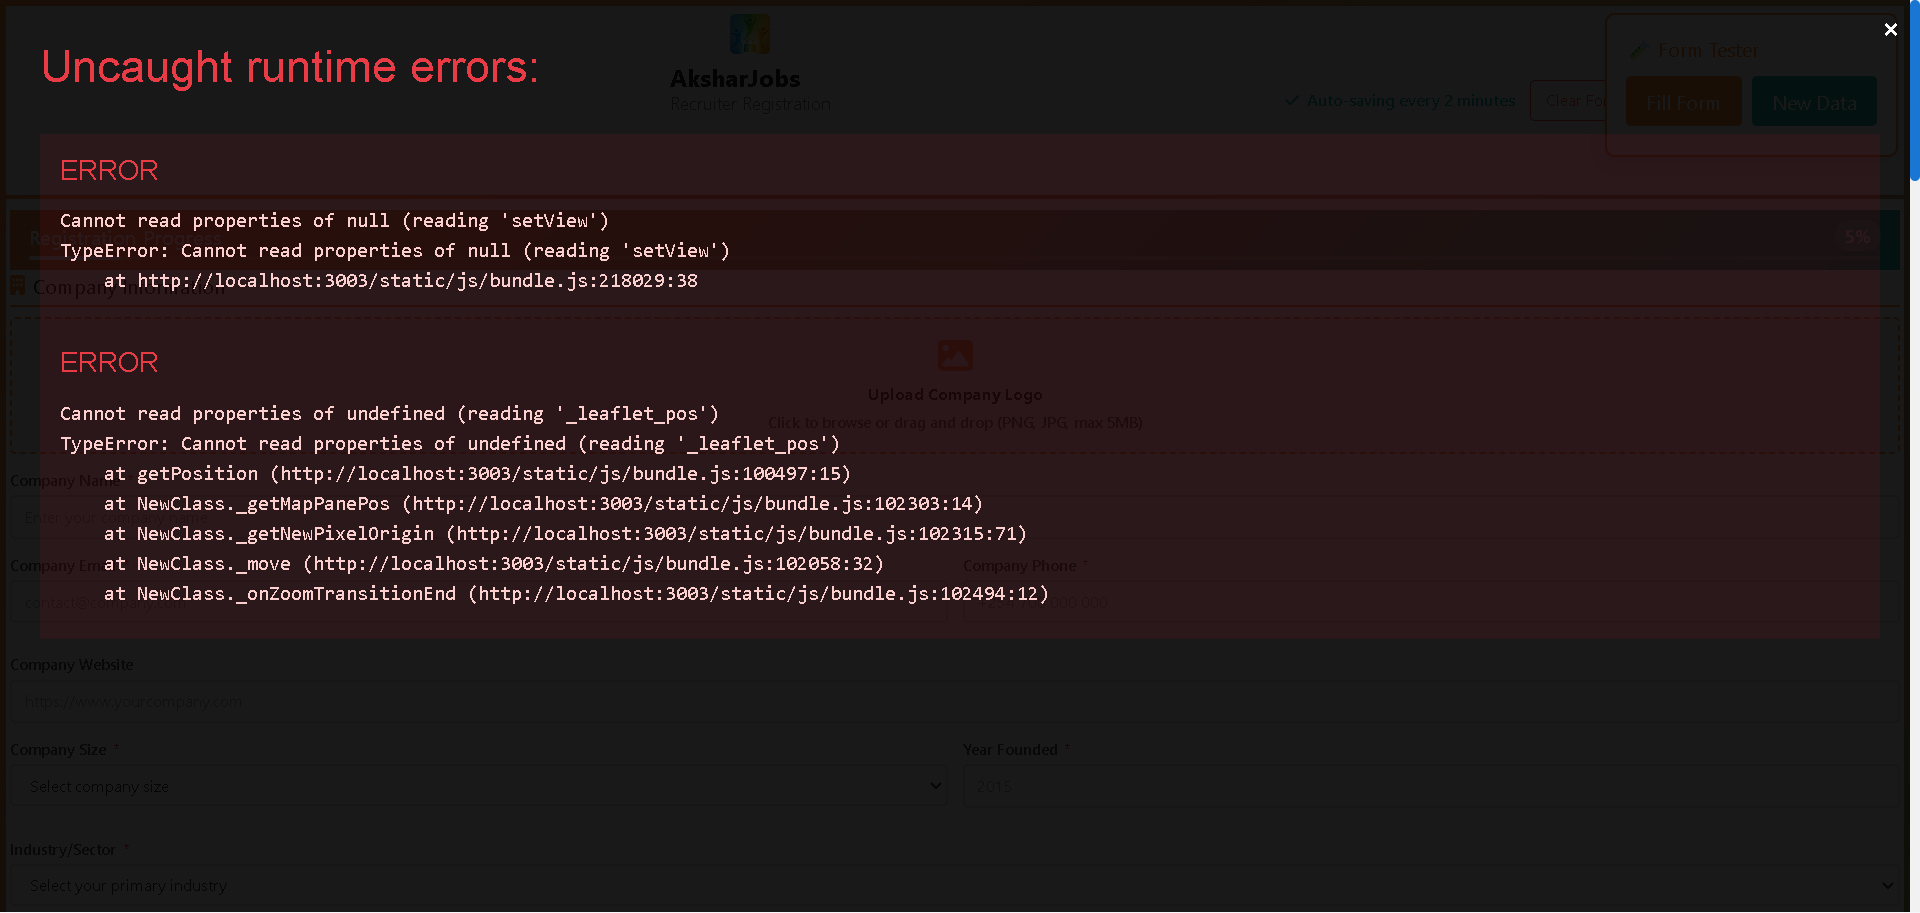 Uncaught runtime errors:
×
AksharJobs
Recruiter Registration
Auto-saving every 2 minutes
Clear Fo
Form Tester
Fill Form
New Data
ERROR
Cannot read properties of null (reading 'setView')
TypeError: Cannot read properties of null (reading 'setView')
at http://localhost:3003/static/js/bundle.js:218029:38
Registration Progress
5%
Company Information
ERROR
Cannot read properties of undefined (reading '_leaflet_pos')
TypeError: Cannot read properties of undefined (reading '_leaflet_pos')
at getPosition (http://localhost:3003/static/js/bundle.js:100497:15)
at NewClass._getMapPanePos (http://localhost:3003/static/js/bundle.js:102303:14)
at NewClass._getNewPixelOrigin (http://localhost:3003/static/js/bundle.js:102315:71)
at NewClass._move (http://localhost:3003/static/js/bundle.js:102058:32)
at NewClass._onZoomTransitionEnd (http://localhost:3003/static/js/bundle.js:102494:12)
Upload Company Logo
Click to browse or drag and drop (PNG, JPG, max 5MB)
Company Name
Enter your company
Company Phone *
contact@company.com
000 000
Company Website
https://www.yourcompany.com
Company Size *
Year Founded *
Select company size
2015
Industry/Sector *
Select your primary industry